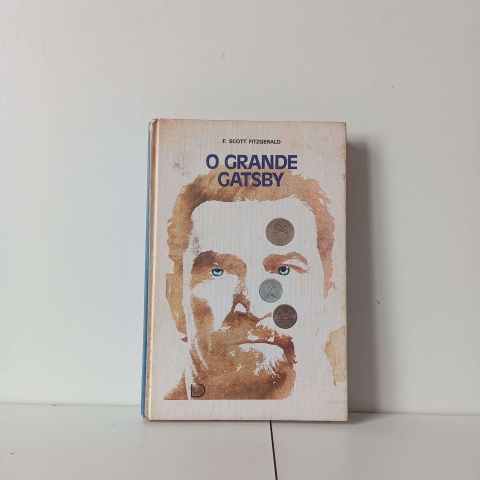 F. SCOTT FITZGERALD
O GRANDE
GATSBY